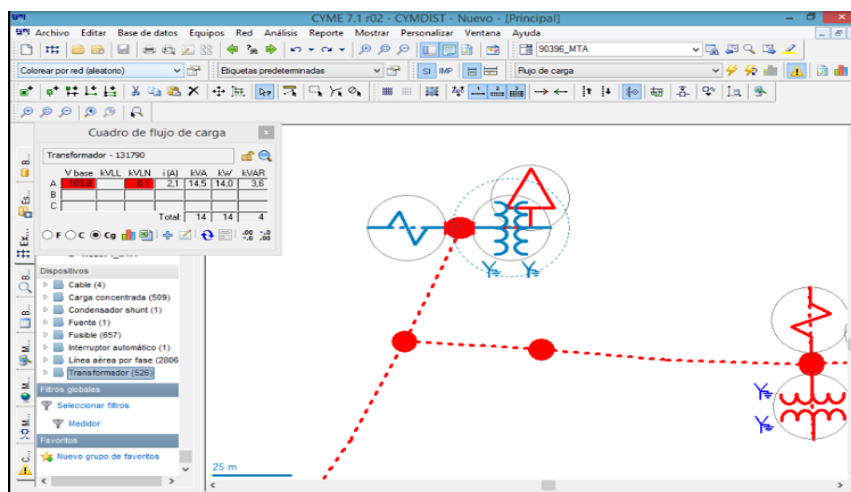 CYME 7.1 r02 - CYMDIST - Nuevo - [Principal]
Archivo Editar Base de datos Equipos Red Análisis Reporte Mostrar Personalizar Ventana Ayuda
90396_MTA
Colorear por red (aleatorio) Etiquetas predeterminadas SI IMP Flujo de carga
Cuadro de flujo de carga
Transformador - 131790
V base kVLL kVLN i (A) kVA kW kVAR
A 103,8 0,1 2,1 14,5 14,0 3,6
B
C
Total: 14 14 4
F C Cg
Dispositivos
Cable (4)
Carga concentrada (509)
Condensador shunt (1)
Fuente (1)
Fusible (657)
Interruptor automático (1)
Línea aérea por fase (2806
Transformador (526)
Filtros globales
Seleccionar filtros
Medidor
Favoritos
Nuevo grupo de favoritos
25 m